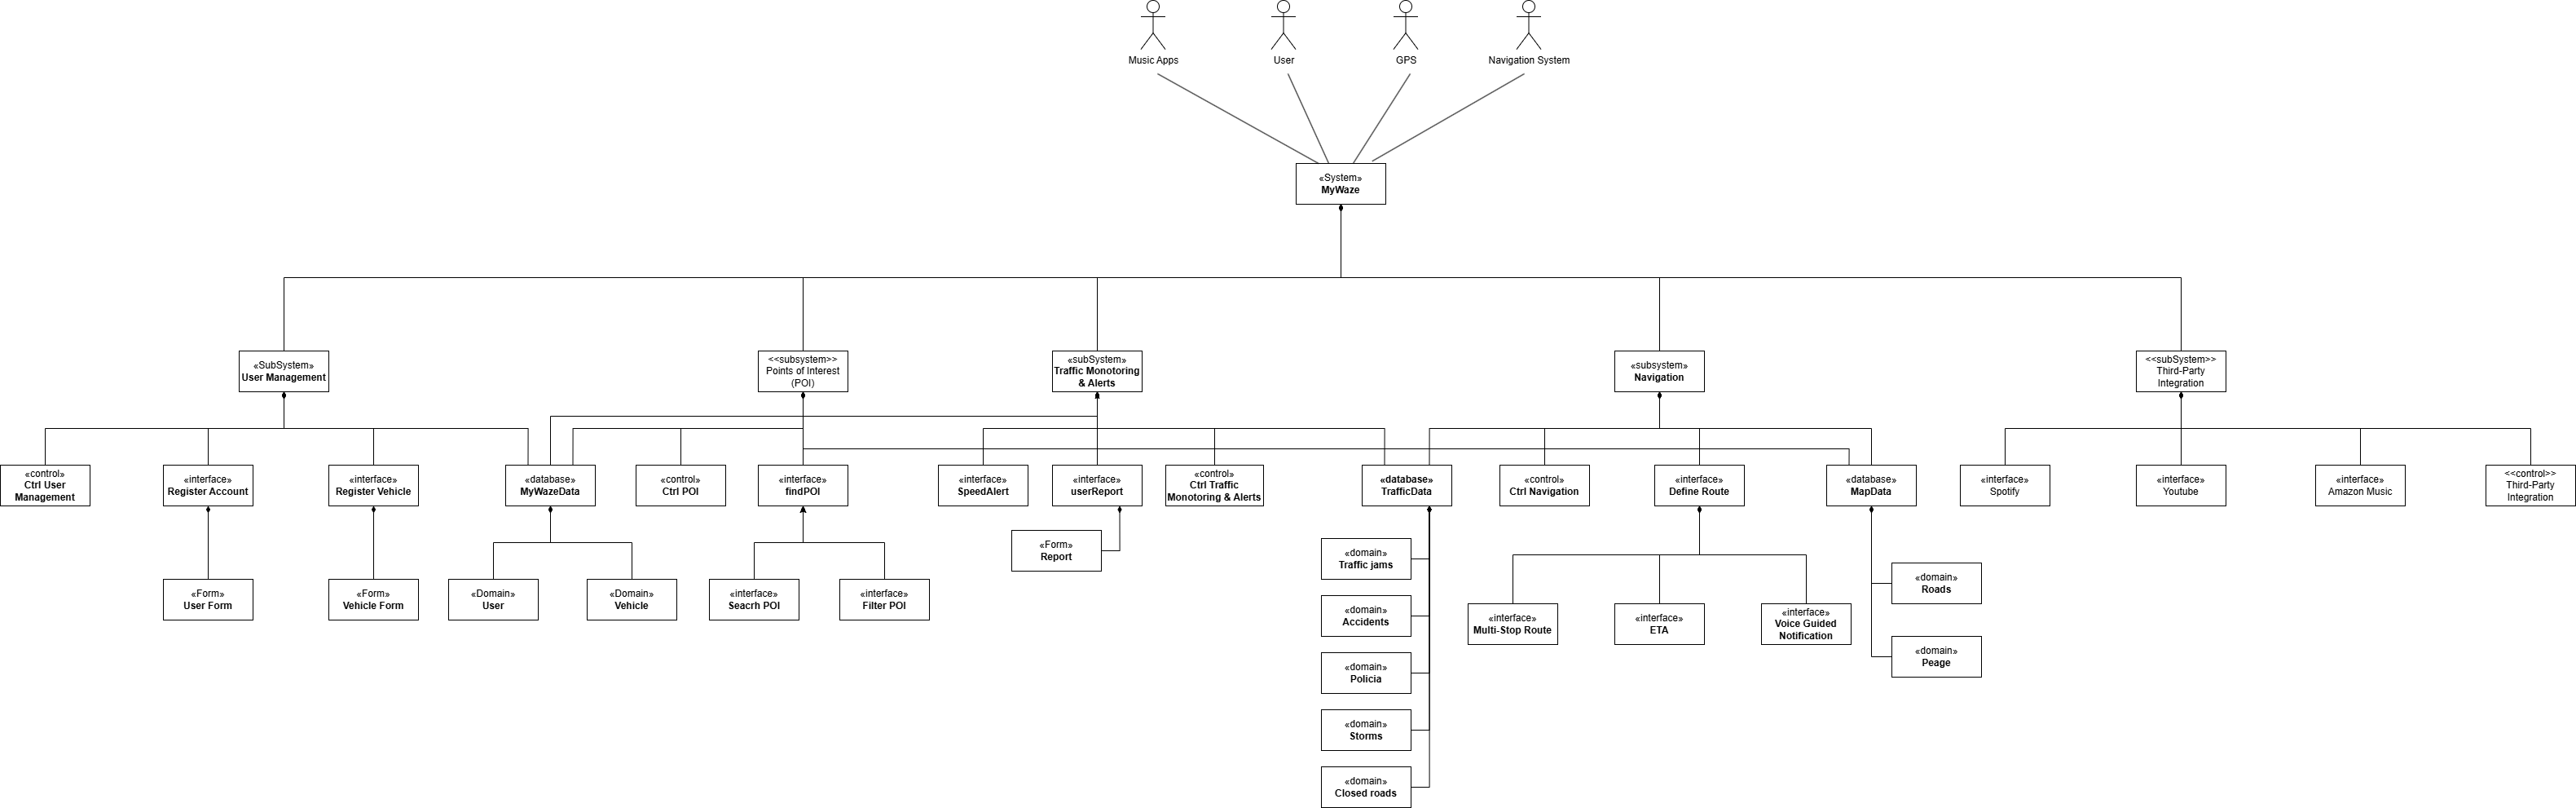 Music Apps
User
GPS
Navigation System
«System»
MyWaze
«SubSystem»
User Management
<<subsystem>>
Points of Interest
(POI)
«subSystem»
Traffic Monotoring
& Alerts
«subsystem»
Navigation
<<subSystem>>
Third-Party
Integration
«control»
Ctrl User
Management
«interface»
Register Account
«interface»
Register Vehicle
«database»
MyWazeData
«control»
Ctrl POI
«interface»
findPOI
«interface»
SpeedAlert
«interface»
userReport
«control»
Ctrl Traffic
Monotoring & Alerts
«database»
TrafficData
«control»
Ctrl Navigation
«interface»
Define Route
«database»
MapData
«interface»
Spotify
«interface»
Youtube
«interface»
Amazon Music
<<control>>
Third-Party
Integration
«Form»
Report
«domain»
Traffic jams
«domain»
Roads
«Form»
User Form
«Form»
Vehicle Form
«Domain»
User
«Domain»
Vehicle
«interface»
Seacrh POI
«interface»
Filter POI
«domain»
Accidents
«interface»
Multi-Stop Route
«interface»
ETA
«interface»
Voice Guided
Notification
«domain»
Peage
«domain»
Policia
«domain»
Storms
«domain»
Closed roads